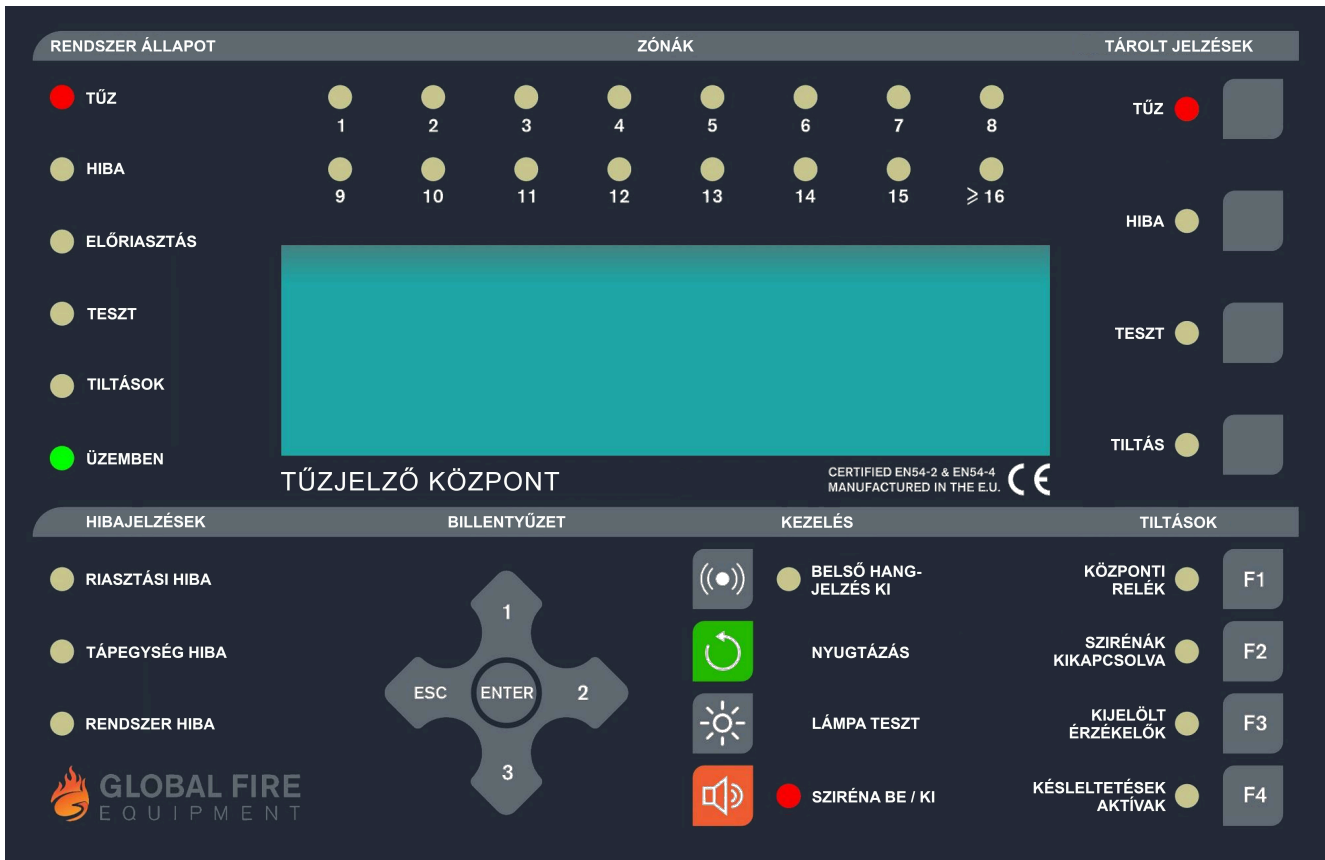 RENDSZER ÁLLAPOT
ZÓNÁK
TÁROLT JELZÉSEK
TŰZ
HIBA
ELŐRIASZTÁS
TESZT
TILTÁSOK
ÜZEMBEN
1 2 3 4 5 6 7 8
9 10 11 12 13 14 15 ⩾ 16
TŰZ
HIBA
TESZT
TILTÁS
TŰZJELZŐ KÖZPONT
CERTIFIED EN54-2 & EN54-4
MANUFACTURED IN THE E.U.
CE
HIBAJELZÉSEK
BILLENTYŰZET
KEZELÉS
TILTÁSOK
RIASZTÁSI HIBA
TÁPEGYSÉG HIBA
RENDSZER HIBA
GLOBAL FIRE
EQUIPMENT
1
ESC ENTER 2
3
BELSŐ HANG-
JELZÉS KI
NYUGTÁZÁS
LÁMPA TESZT
SZIRÉNA BE / KI
KÖZPONTI
RELÉK
F1
SZIRÉNÁK
KIKAPCSOLVA
F2
KIJELÖLT
ÉRZÉKELŐK
F3
KÉSLELTETÉSEK
AKTÍVAK
F4